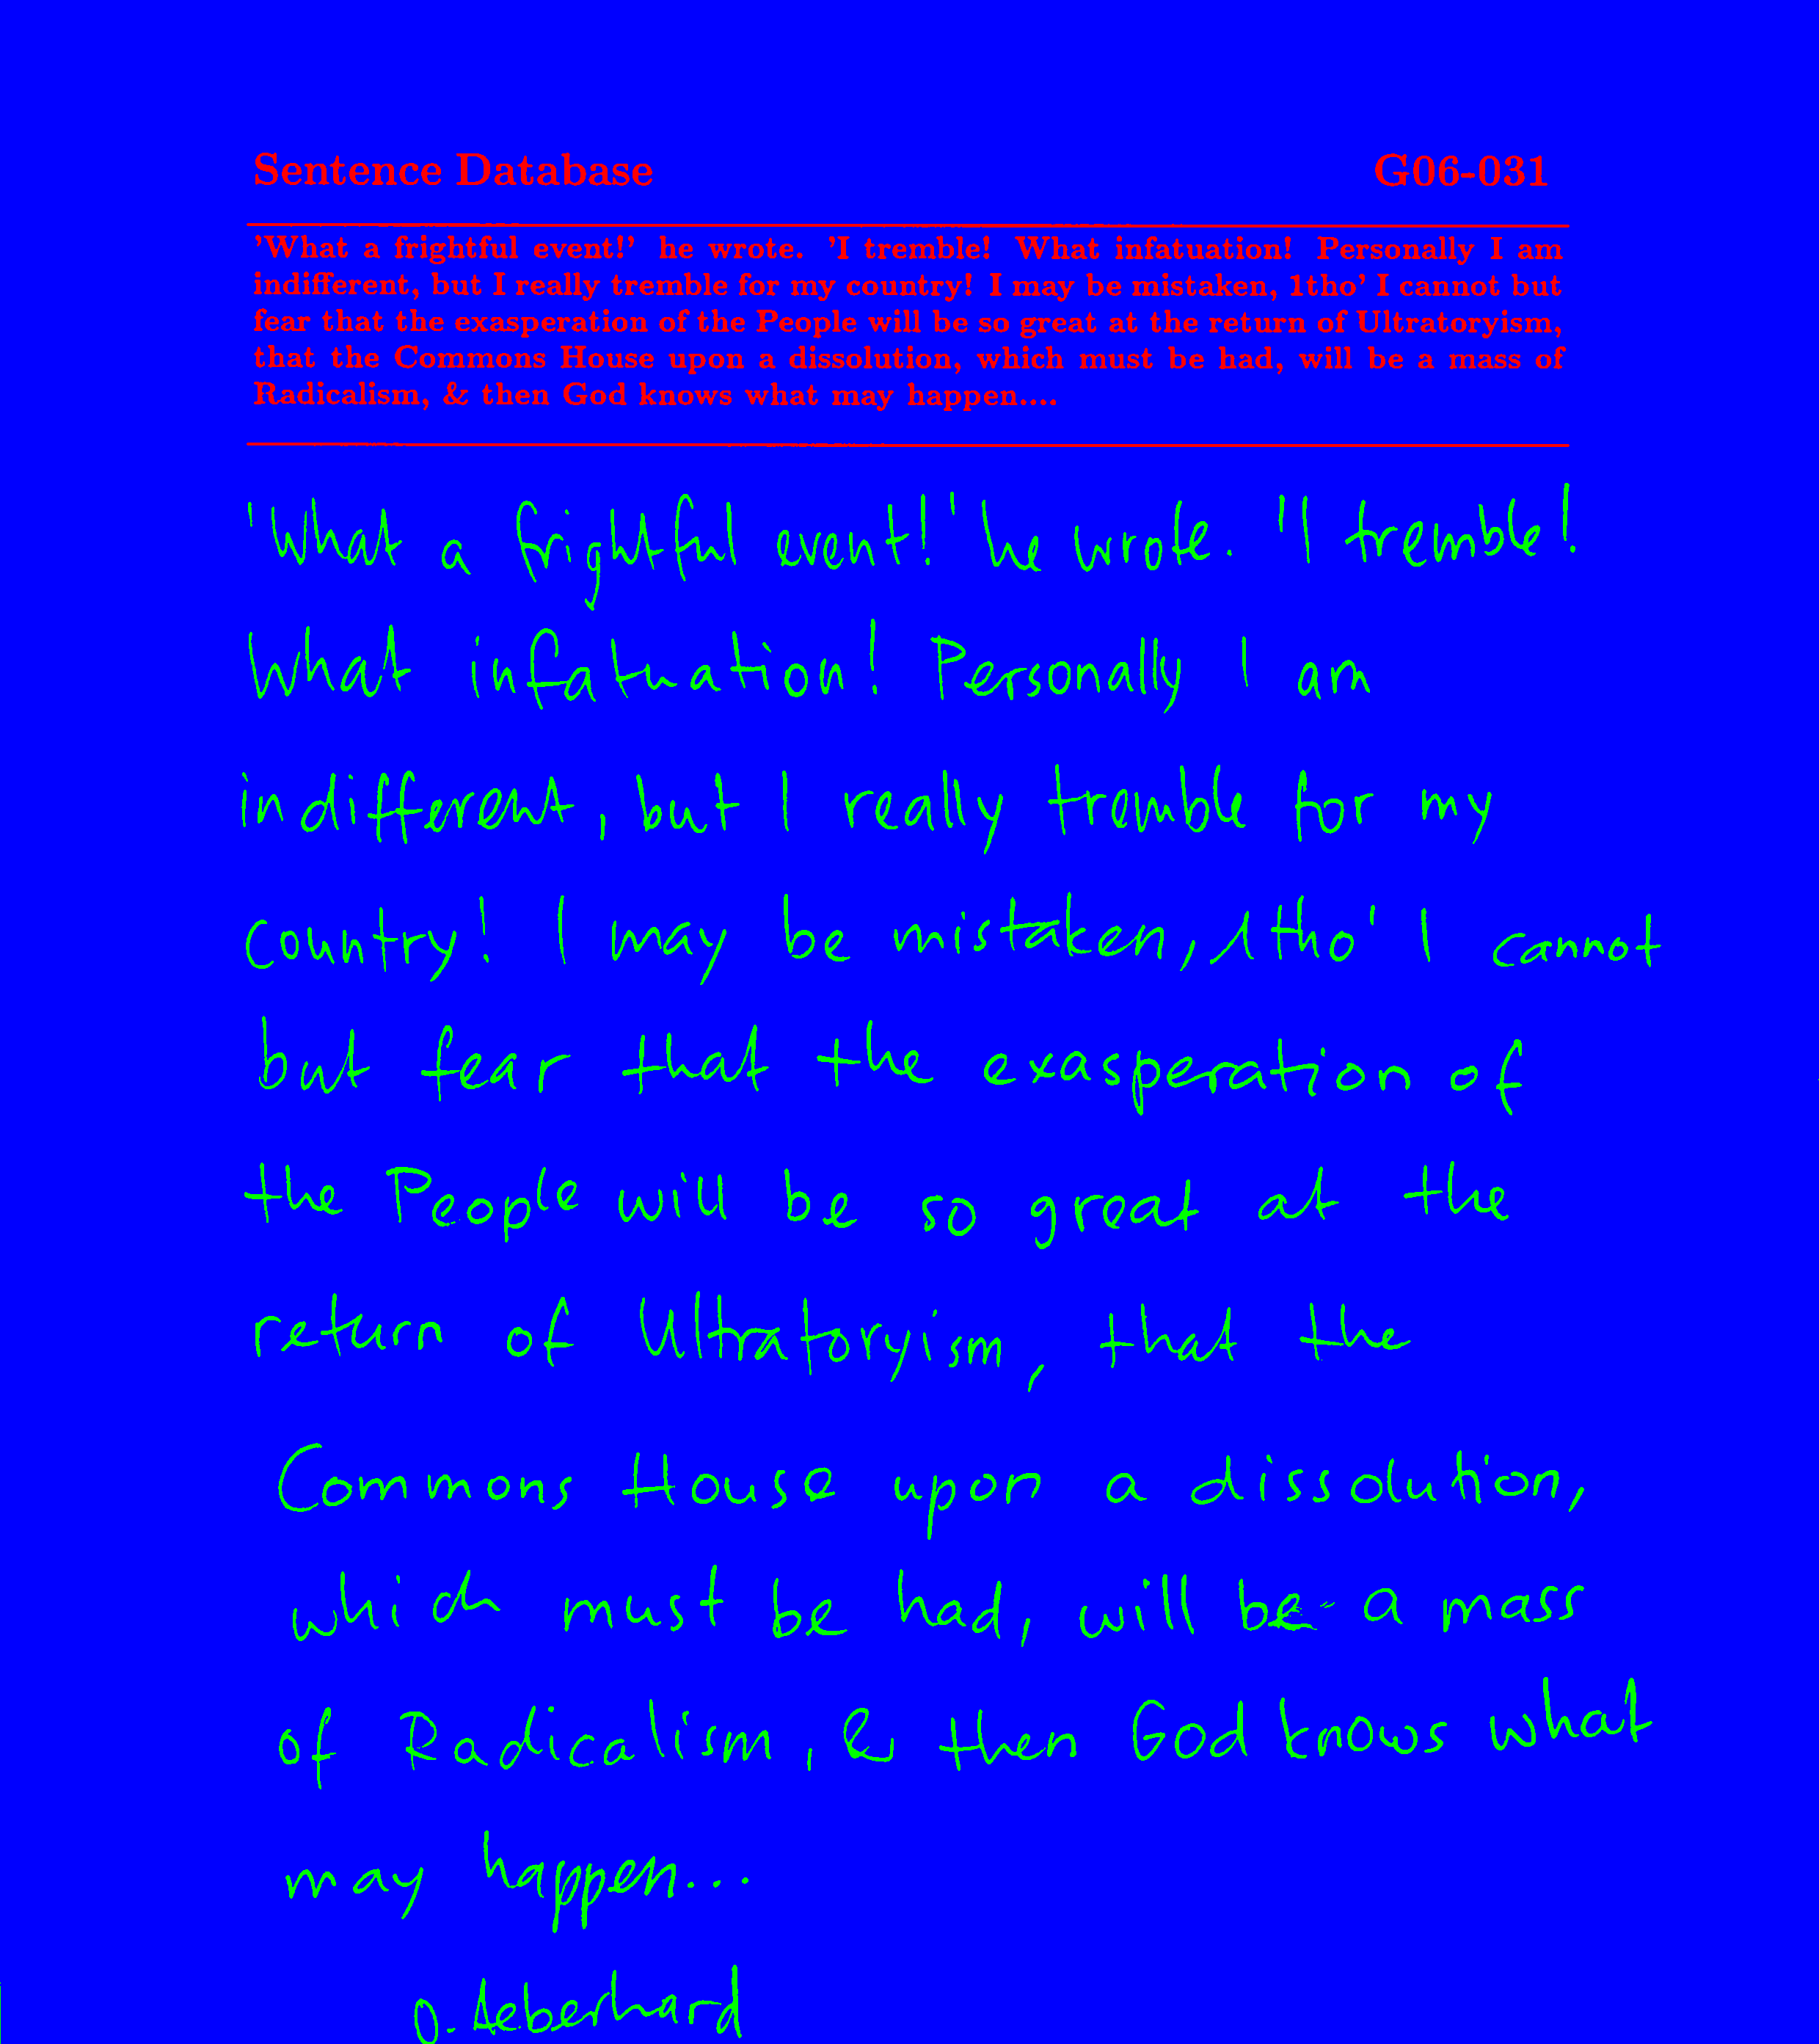 Sentence Database G06-031
'What a frightful event!' he wrote. 'I tremble! What infatuation! Personally I am
indifferent, but I really tremble for my country! I may be mistaken, 1tho' I cannot but
fear that the exasperation of the People will be so great at the return of Ultratoryism,
that the Commons House upon a dissolution, which must be had, will be a mass of
Radicalism, & then God knows what may happen....
'What a frightful event!' he wrote. 'I tremble!
What infatuation! Personally I am
indifferent, but I really tremble for my
country! I may be mistaken, 1tho' I cannot
but fear that the exasperation of
the People will be so great at the
return of Ultratoryism, that the
Commons House upon a dissolution,
which must be had, will be a mass
of Radicalism, & then God knows what
may happen...
O. Aeberhard